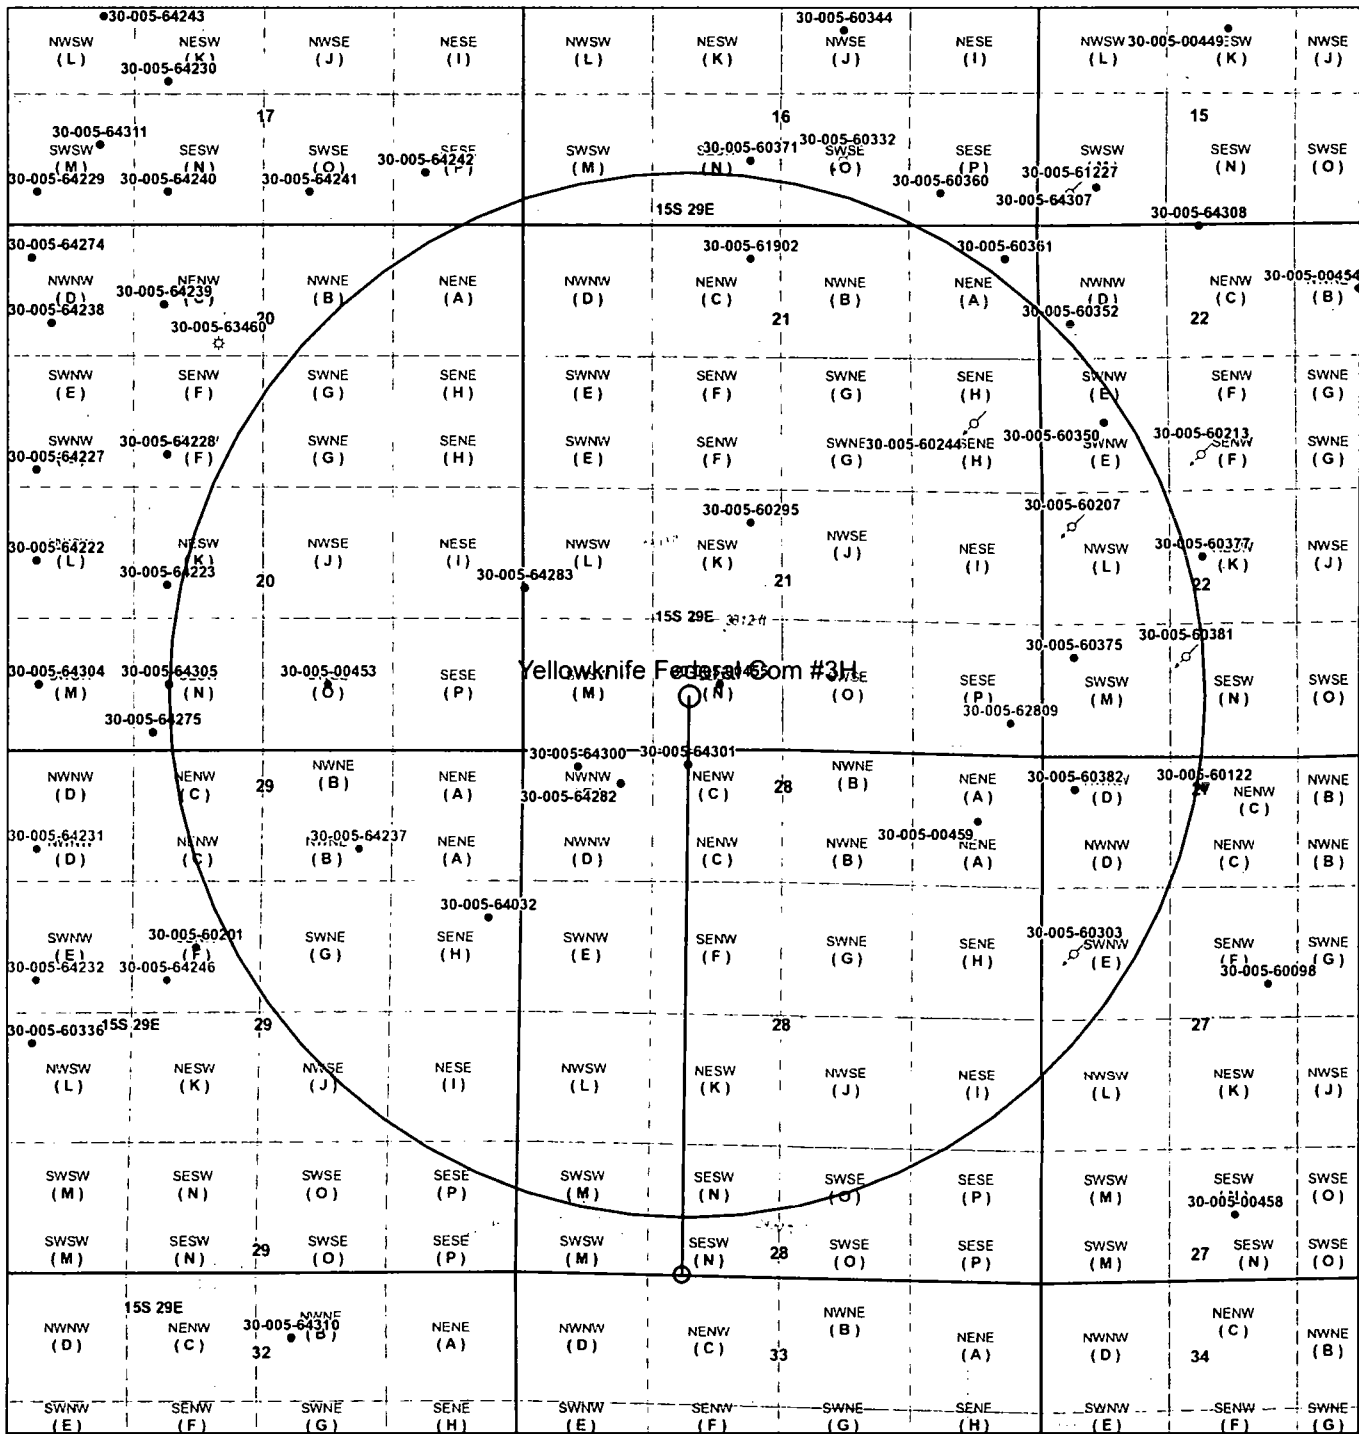 30-005-64243
30-005-60344
NWSW NESW NWSE NESE NWSW NESW NWSE NESE NWSW 30-005-00449 NWSE
(L) (K) (J) (I) (L) (K) (J) (I) (L) (K) (J)
30-005-64230
17 16 15
30-005-64311 30-005-60332
SWSW SESW SWSE 30-005-64242 SESE SWSW 30-005-60371 SWSE SESE SWSW SESW SWSE
(M) (N) (O) (P) (M) (N) (O) (P) 30-005-61227 (N) (O)
30-005-64229 30-005-64240 30-005-64241 30-005-60360 30-005-64307
15S 29E 30-005-64308
30-005-64274 30-005-61902 30-005-60361
NWNW NENW NWNE NENE NWNW NENW NWNE NENE NWNW NENW 30-005-00454
(D) 30-005-64239 (B) (A) (D) (C) (B) (A) (D) (C) (B)
30-005-64238 30-005-63460 20 21 30-005-60352 22
SWNW SENW SWNE SENE SWNW SENW SWNE SENE SWNW SENW SWNE
(E) (F) (G) (H) (E) (F) (G) (H) (E) (F) (G)
SWNW 30-005-64228 SWNE SENE SWNW SENW SWNE 30-005-60244 SENE 30-005-60350 SWNW 30-005-60213 SENW SWNE
30-005-64227 (F) (G) (H) (E) (F) (G) (H) (E) (F) (G)
30-005-60295 30-005-60207
30-005-64222 NESW NWSE NESE NWSW NESW NWSE NESE NWSW 30-005-60377 NWSE
(L) (K) (J) (I) (L) (K) (J) (I) (L) (K) (J)
30-005-64223 20 30-005-64283 21 22
15S 29E 30-005-60375 30-005-60381
Yellowknife Federal Com #3H
30-005-64304 30-005-64305 30-005-00453 SESE SESE SWSW SESW SWSE
(M) (N) (O) (P) (M) (N) (O) (P) (M) (N) (O)
30-005-64275 30-005-62809
30-005-64300 30-005-64301
NWNW NENW NWNE NENE NWNW NENW NWNE NENE 30-005-60382 30-005-60122 NENW NWNE
(D) (C) 29 (B) (A) 30-005-64282 (C) 28 (B) (A) (D) 27 (C) (B)
30-005-64231 30-005-64237 30-005-00459
(D) NENW (C) (B) NENE (A) NWNW (D) NENW (C) NWNE (B) NENE (A) NWNW (D) NENW (C) NWNE (B)
30-005-64032
SWNW 30-005-60201 SWNE SENE SWNW SENW SWNE SENE 30-005-60303 SWNW SENW SWNE
(E) (F) (G) (H) (E) (F) (G) (H) (E) (F) (G)
30-005-64232 30-005-64246 30-005-60098
30-005-60336 15S 29E 29 28 27
NWSW NESW NWSE NESE NWSW NESW NWSE NESE NWSW NESW NWSE
(L) (K) (J) (I) (L) (K) (J) (I) (L) (K) (J)
SWSW SESW SWSE SESE SWSW SESW SWSE SESE SWSW SESW SWSE
(M) (N) (O) (P) (M) (N) (O) (P) (M) 30-005-00458 (O)
SWSW SESW 29 SWSE SESE SWSW SESW 28 SWSE SESE SWSW 27 SESW SWSE
(M) (N) (O) (P) (M) (N) (O) (P) (M) (N) (O)
15S 29E
NWNW NENW 30-005-64310 NWNE NENE NWNW NENW NWNE NENE NWNW NENW NWNE
(D) (C) 32 (B) (A) (D) (C) 33 (B) (A) (D) 34 (C) (B)
SWNW SENW SWNE SENE SWNW SENW SWNE SENE SWNW SENW SWNE
(E) (F) (G) (H) (E) (F) (G) (H) (E) (F) (G)